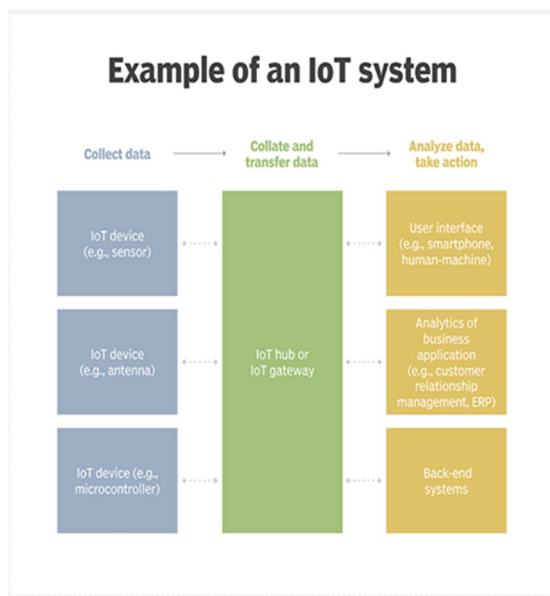 Example of an IoT system
Collect data
Collate and
transfer data
Analyze data,
take action
IoT device
(e.g., sensor)
IoT device
(e.g., antenna)
IoT device (e.g.,
microcontroller)
IoT hub or
IoT gateway
User interface
(e.g., smartphone,
human-machine)
Analytics of
business
application
(e.g., customer
relationship
management, ERP)
Back-end
systems